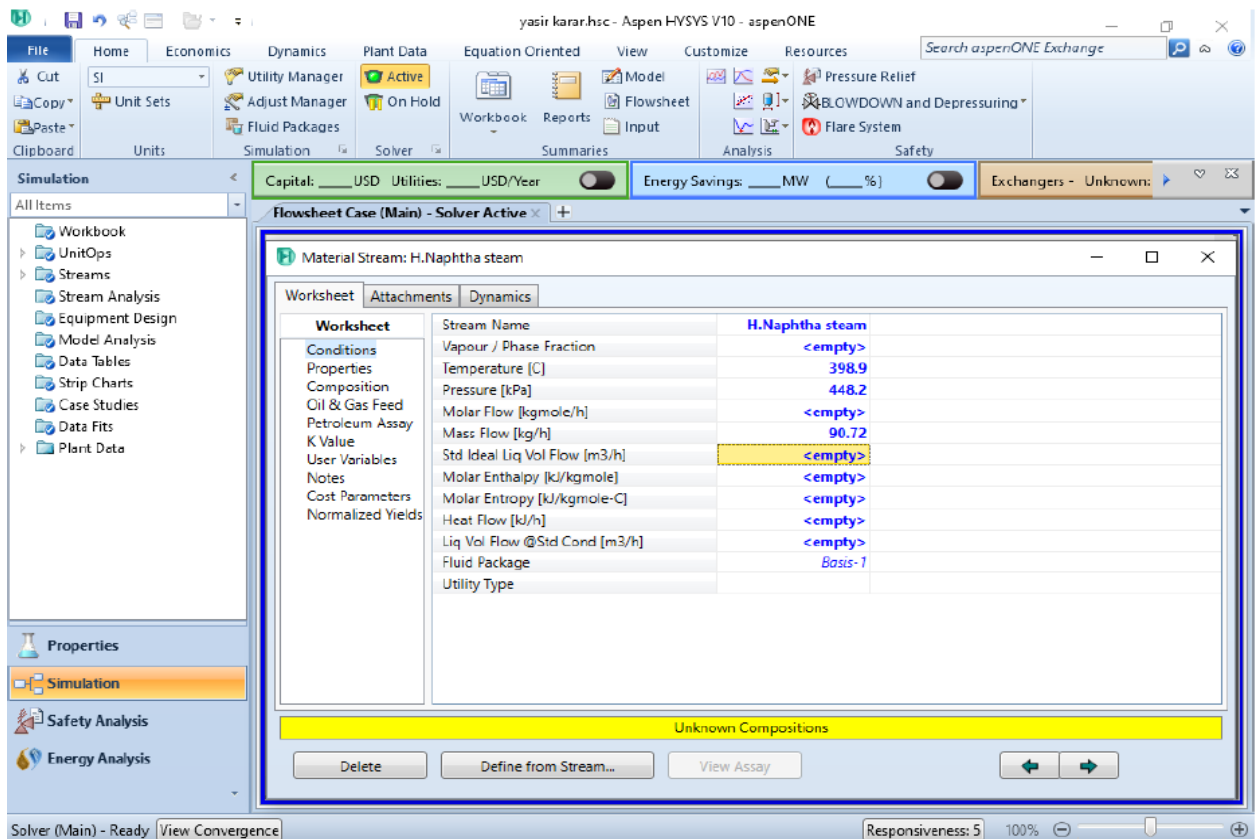 yasir karar.hsc - Aspen HYSYS V10 - aspenONE
File Home Economics Dynamics Plant Data Equation Oriented View Customize Resources Search aspenONE Exchange
Cut SI Utility Manager Active Model Pressure Relief
Copy Unit Sets Adjust Manager On Hold Workbook Reports Flowsheet BLOWDOWN and Depressuring
Paste Fluid Packages Input Flare System
Clipboard Units Simulation Solver Summaries Analysis Safety
Simulation
Capital: ____USD Utilities: ____USD/Year Energy Savings: ____MW (____%) Exchangers - Unknown:
All Items
Flowsheet Case (Main) - Solver Active
Workbook
UnitOps
Streams
Stream Analysis
Equipment Design
Model Analysis
Data Tables
Strip Charts
Case Studies
Data Fits
Plant Data
Properties
Simulation
Safety Analysis
Energy Analysis
Material Stream: H.Naphtha steam
Worksheet Attachments Dynamics
Worksheet
Conditions
Properties
Composition
Oil & Gas Feed
Petroleum Assay
K Value
User Variables
Notes
Cost Parameters
Normalized Yields
Stream Name H.Naphtha steam
Vapour / Phase Fraction <empty>
Temperature [C] 398.9
Pressure [kPa] 448.2
Molar Flow [kgmole/h] <empty>
Mass Flow [kg/h] 90.72
Std Ideal Liq Vol Flow [m3/h] <empty>
Molar Enthalpy [kJ/kgmole] <empty>
Molar Entropy [kJ/kgmole-C] <empty>
Heat Flow [kJ/h] <empty>
Liq Vol Flow @Std Cond [m3/h] <empty>
Fluid Package Basis-1
Utility Type
Unknown Compositions
Delete Define from Stream... View Assay
Solver (Main) - Ready View Convergence Responsiveness: 5 100%